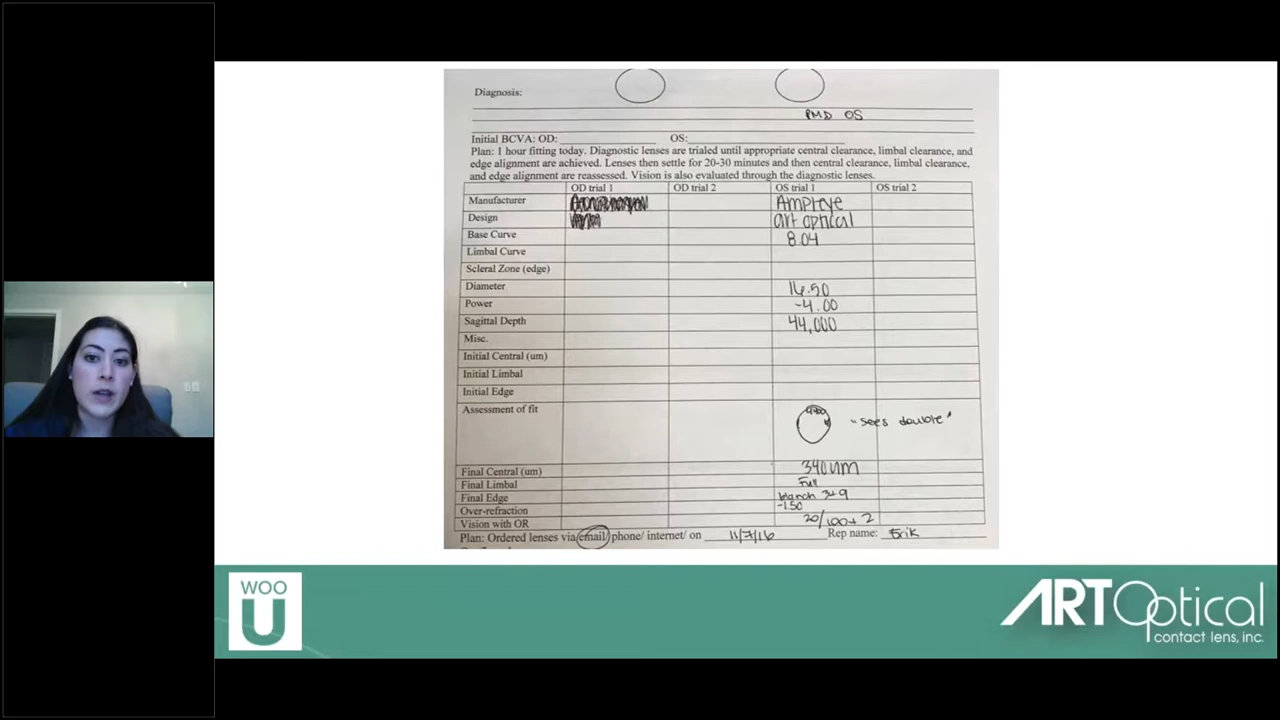 Diagnosis:
PMD OS
Initial BCVA: OD: OS:
Plan: 1 hour fitting today. Diagnostic lenses are trialed until appropriate central clearance, limbal clearance, and
edge alignment are achieved. Lenses then settle for 20-30 minutes and then central clearance, limbal clearance,
and edge alignment are reassessed. Vision is also evaluated through the diagnostic lenses.
OD trial 1 OD trial 2 OS trial 1 OS trial 2
Manufacturer Ampleye
Design art optical
Base Curve 8.04
Limbal Curve
Scleral Zone (edge)
Diameter 16.50
Power -4.00
Sagittal Depth 44,000
Misc.
Initial Central (um)
Initial Limbal
Initial Edge
Assessment of fit "sees double"
Final Central (um) 340um
Final Limbal Full
Final Edge blanch 3+9
Over-refraction -1.50
Vision with OR 20/100+2
Plan: Ordered lenses via email/ phone/ internet/ on 11/7/16 Rep name: Erik
WOO
U
ART Optical
contact lens, inc.